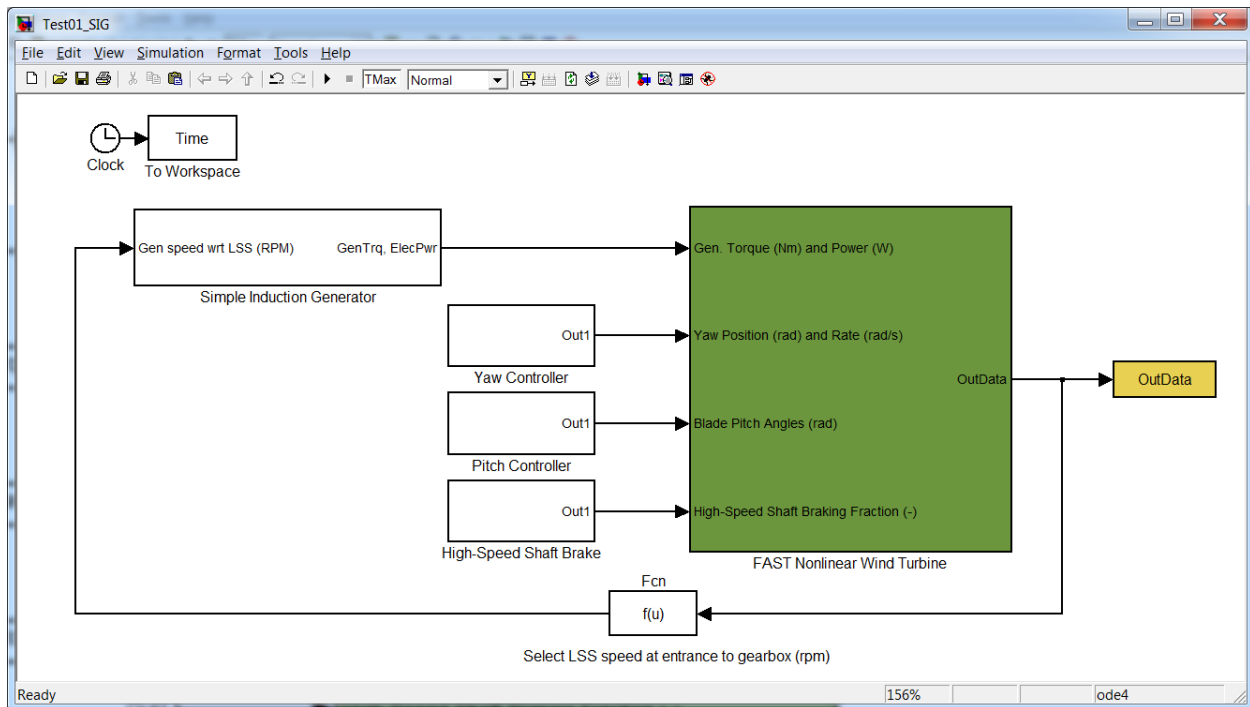 Test01_SIG
File Edit View Simulation Format Tools Help
TMax Normal
Time
Clock
To Workspace
Gen speed wrt LSS (RPM) GenTrq, ElecPwr
Simple Induction Generator
Gen. Torque (Nm) and Power (W)
Out1
Yaw Position (rad) and Rate (rad/s)
Yaw Controller
OutData
OutData
Out1
Blade Pitch Angles (rad)
Pitch Controller
Out1
High-Speed Shaft Braking Fraction (-)
High-Speed Shaft Brake
FAST Nonlinear Wind Turbine
Fcn
f(u)
Select LSS speed at entrance to gearbox (rpm)
Ready 156% ode4